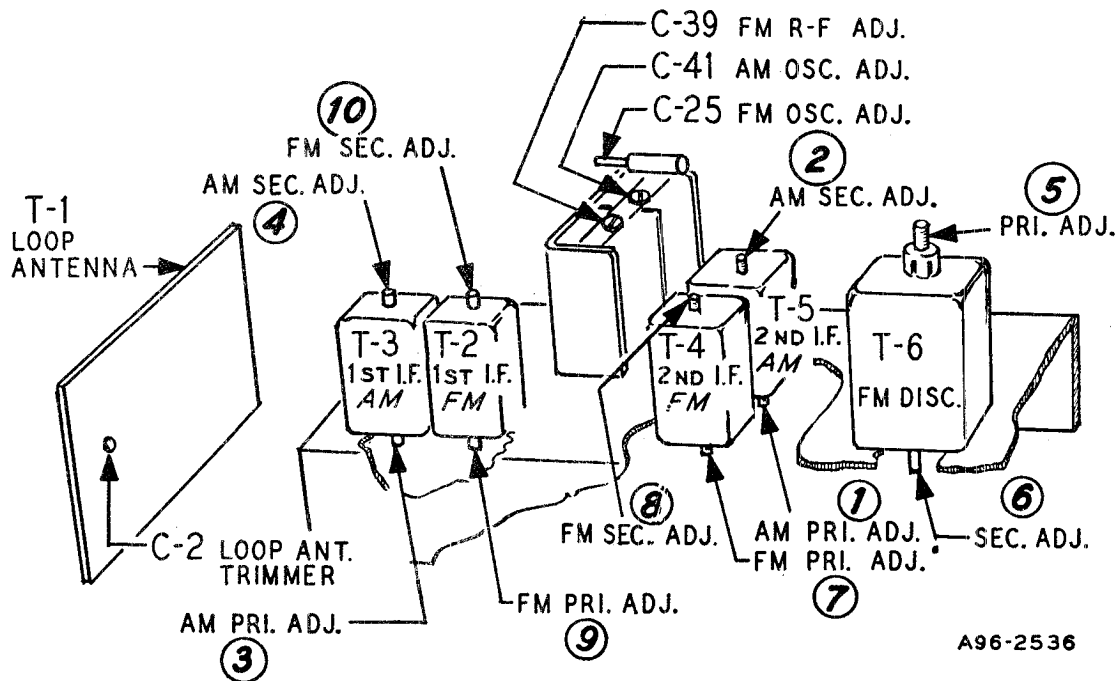 C-39 FM R-F ADJ.
C-41 AM OSC. ADJ.
C-25 FM OSC. ADJ.
10
FM SEC. ADJ.
AM SEC. ADJ.
4
2
AM SEC. ADJ.
5
PRI. ADJ.
T-1
LOOP
ANTENNA
T-3
1ST I.F.
AM
T-2
1ST I.F.
FM
T-4
2ND I.F.
FM
T-5
2ND I.F.
AM
T-6
FM DISC.
C-2 LOOP ANT.
TRIMMER
8
FM SEC. ADJ.
1
AM PRI. ADJ.
FM PRI. ADJ.
7
6
SEC. ADJ.
AM PRI. ADJ.
3
FM PRI. ADJ.
9
A96-2536